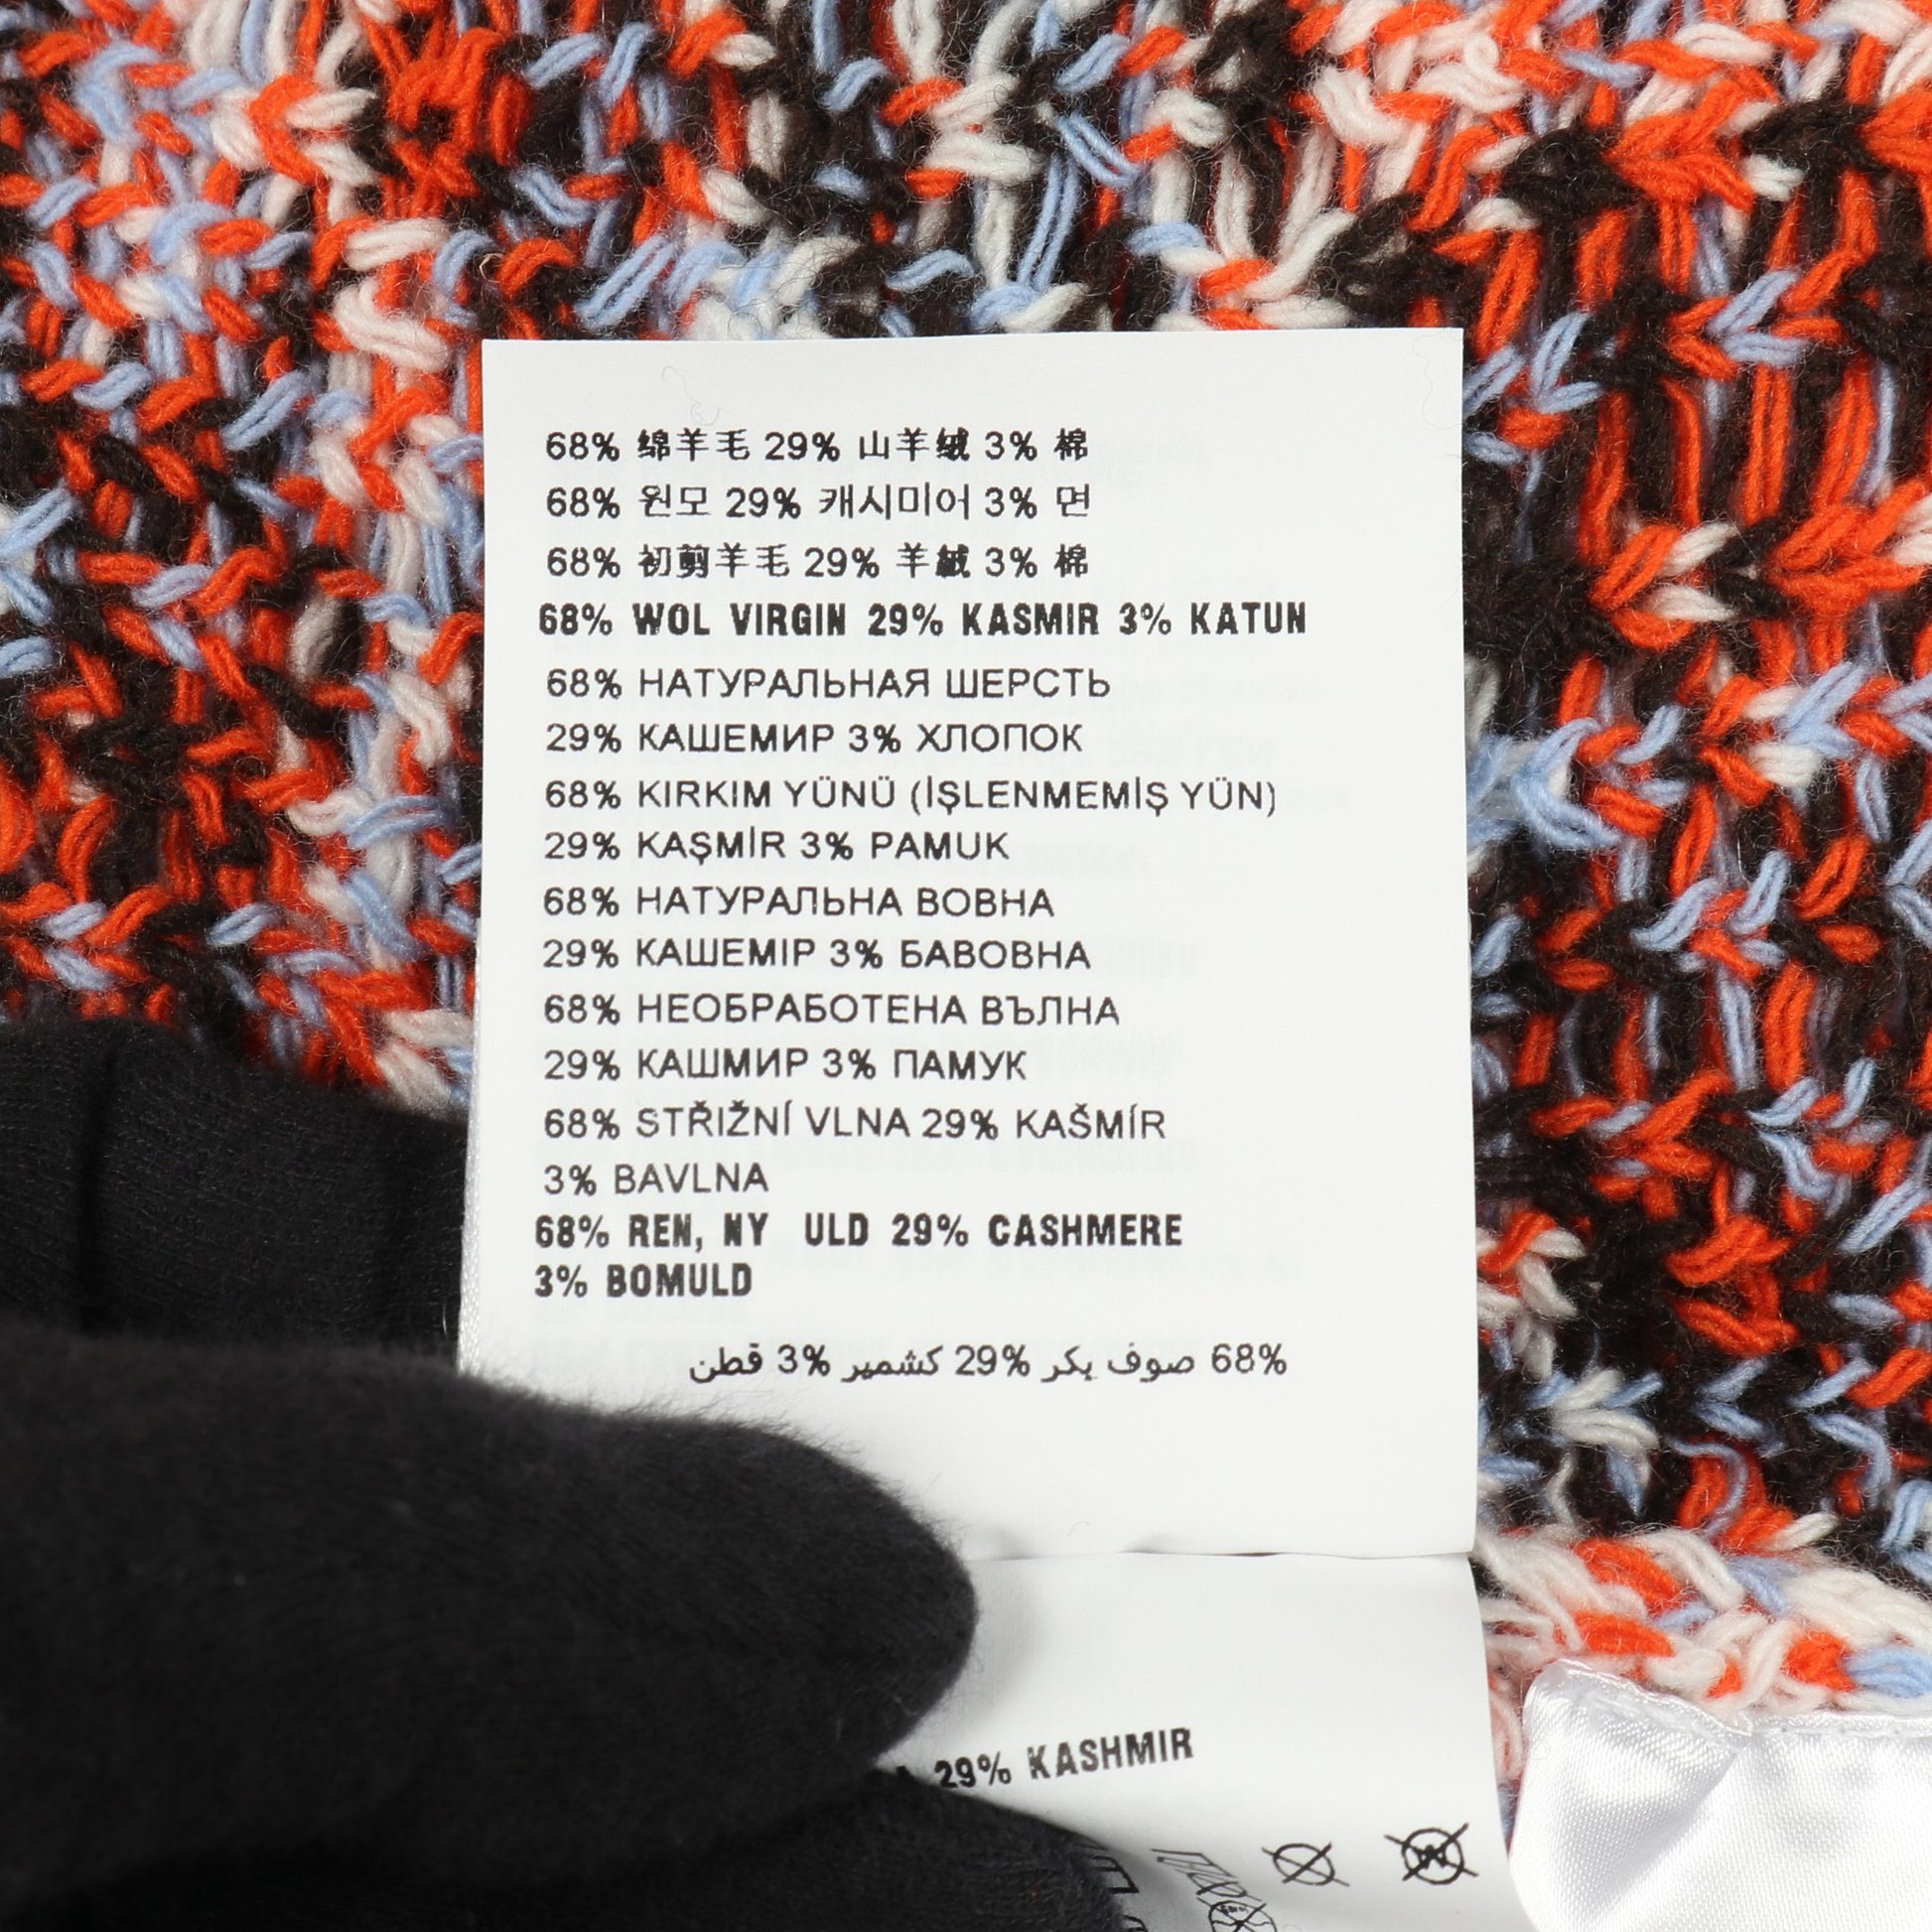 68% 绵羊毛 29% 山羊绒 3% 棉
68% 원모 29% 캐시미어 3% 면
68% 初剪羊毛 29% 羊絨 3% 棉
68% WOL VIRGIN 29% KASMIR 3% KATUN
68% НАТУРАЛЬНАЯ ШЕРСТЬ
29% КАШЕМИР 3% ХЛОПОК
68% KIRKIM YÜNÜ (İŞLENMEMİŞ YÜN)
29% KAŞMİR 3% PAMUK
68% НАТУРАЛЬНА ВОВНА
29% КАШЕМІР 3% БАВОВНА
68% НЕОБРАБОТЕНА ВЪЛНА
29% КАШМИР 3% ПАМУК
68% STŘIŽNÍ VLNA 29% KAŠMÍR
3% BAVLNA
68% REN, NY ULD 29% CASHMERE
3% BOMULD
68% صوف بكر 29% كشمير 3% قطن
29% KASHMIR